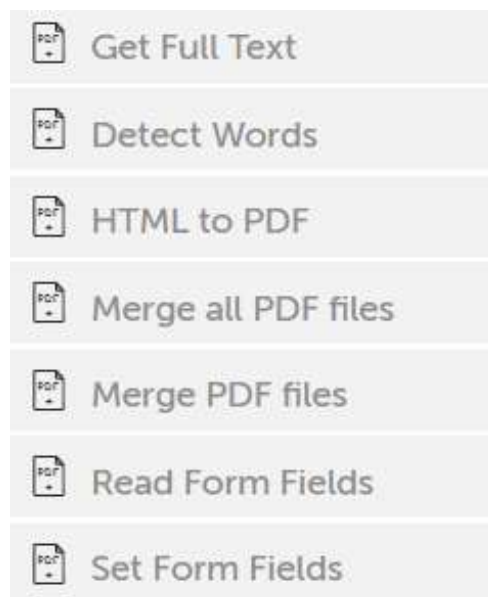 Get Full Text
Detect Words
HTML to PDF
Merge all PDF files
Merge PDF files
Read Form Fields
Set Form Fields